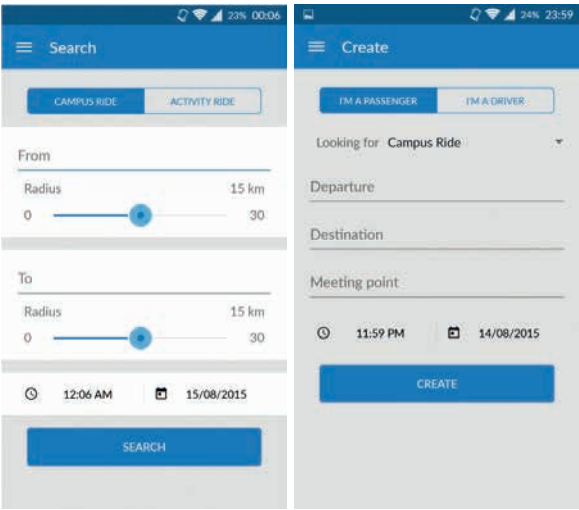 23% 00:06
Search
CAMPUS RIDE ACTIVITY RIDE
From
Radius 15 km
0 30
To
Radius 15 km
0 30
12:06 AM 15/08/2015
SEARCH
24% 23:59
Create
I'M A PASSENGER I'M A DRIVER
Looking for Campus Ride
Departure
Destination
Meeting point
11:59 PM 14/08/2015
CREATE